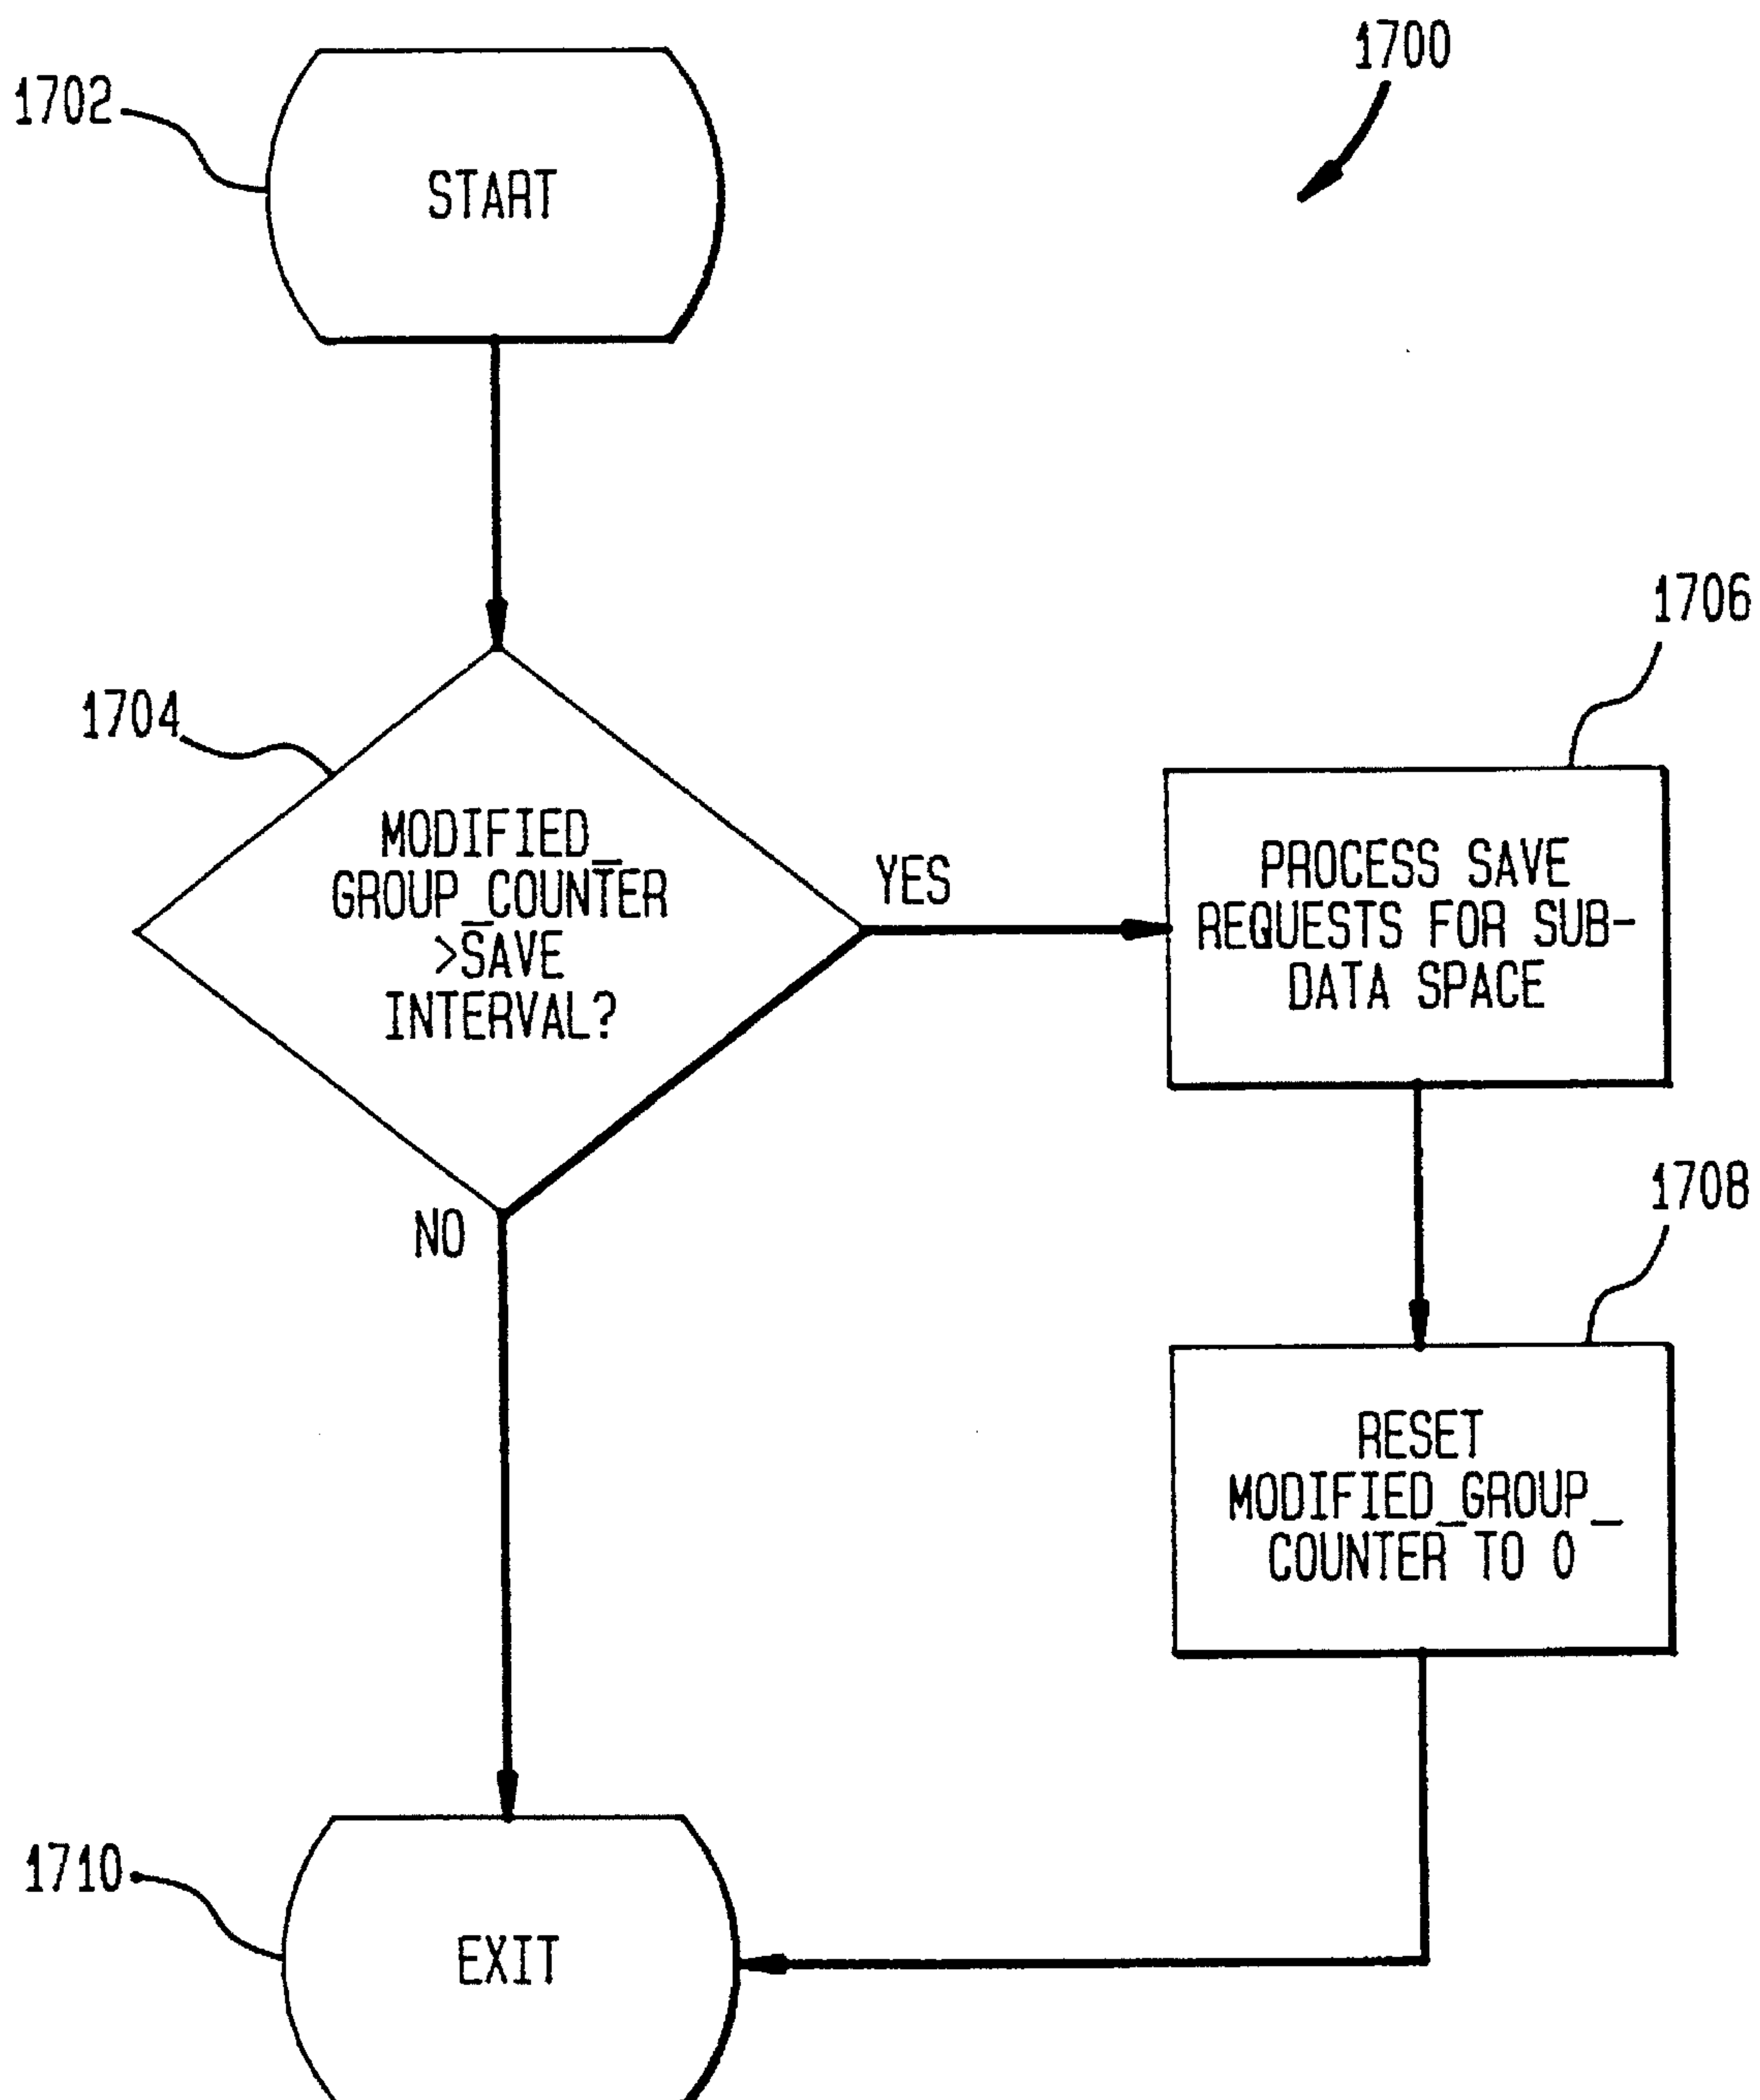 1700
1702
START
1704
MODIFIED_
GROUP_COUNTER
>SAVE
INTERVAL?
YES
NO
1706
PROCESS SAVE
REQUESTS FOR SUB-
DATA SPACE
1708
RESET
MODIFIED_GROUP_
COUNTER TO 0
1710
EXIT